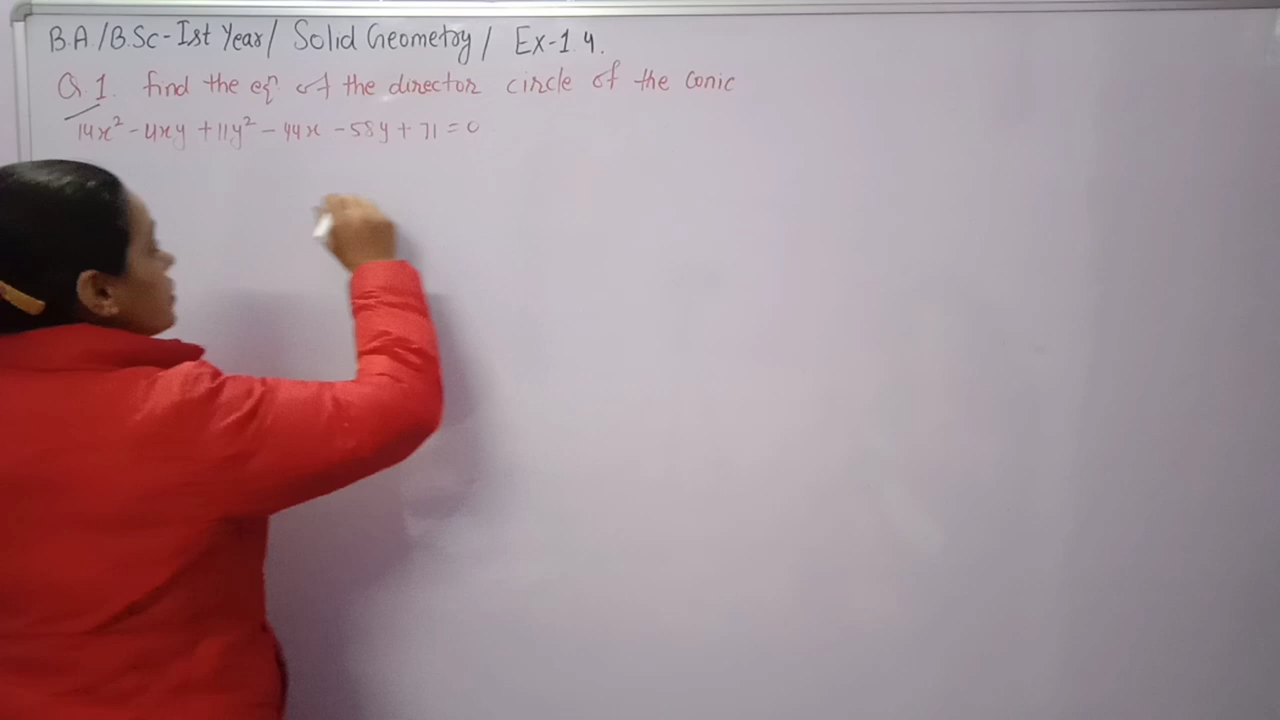 B.A./B.Sc-Ist Year/ Solid Geometry/ Ex-1.4.
Q.1. find the eqn of the director circle of the conic
14x² - 4xy + 11y² - 44x - 58y + 71 = 0